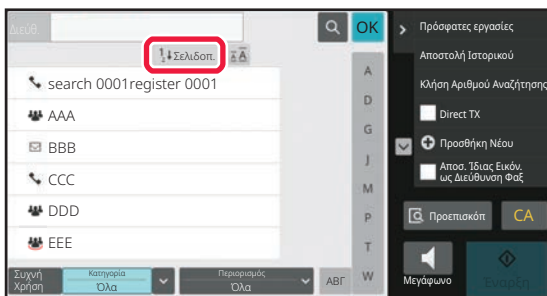 Διεύθ.
OK
Σελιδοπ.
search 0001register 0001
AAA
BBB
CCC
DDD
EEE
A
D
G
J
M
P
T
W
Συχνή Χρήση
Κατηγορία
Όλα
Περιορισμός
Όλα
ΑΒΓ
Πρόσφατες εργασίες
Αποστολή Ιστορικού
Κλήση Αριθμού Αναζήτησης
Direct TX
Προσθήκη Νέου
Αποσ. Ίδιας Εικόν.
ως Διεύθυνση Φαξ
Προεπισκόπ
CA
Μεγάφωνο
Έναρξη